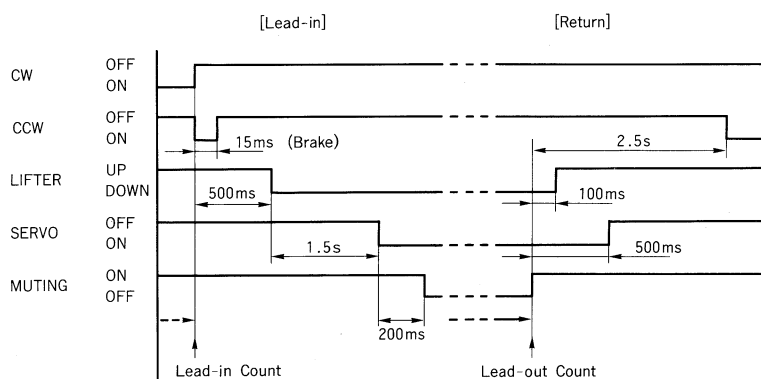 [Lead-in] [Return]
CW OFF
ON
CCW OFF
ON
15ms (Brake) 2.5s
LIFTER UP
DOWN
500ms 100ms
SERVO OFF
ON
1.5s 500ms
MUTING ON
OFF
200ms
Lead-in Count Lead-out Count